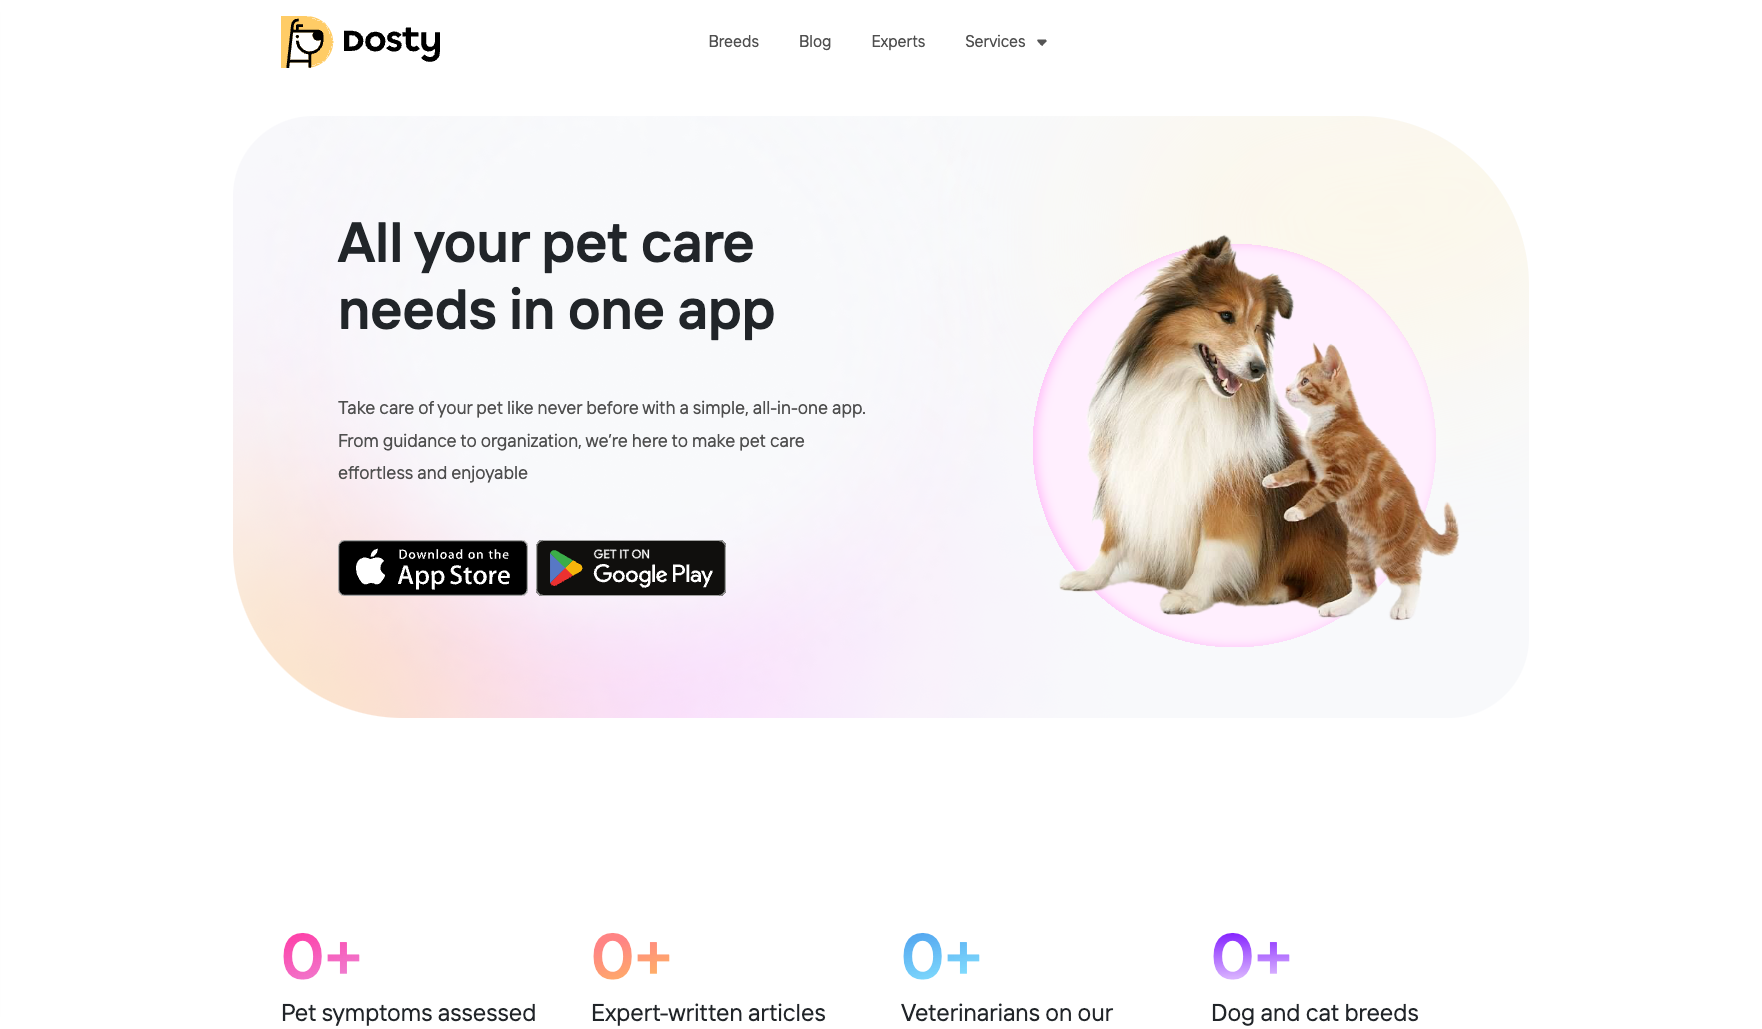 Dosty
Breeds
Blog
Experts
Services
All your pet care
needs in one app
Take care of your pet like never before with a simple, all-in-one app.
From guidance to organization, we're here to make pet care
effortless and enjoyable
Download on the
App Store
GET IT ON
Google Play
0+
Pet symptoms assessed
0+
Expert-written articles
0+
Veterinarians on our
0+
Dog and cat breeds